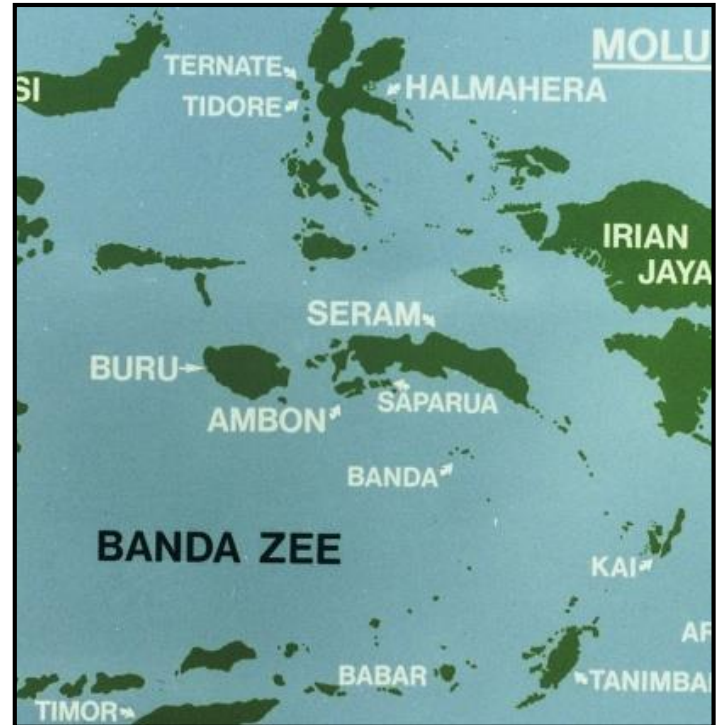 MOLU
TERNATE
SI
HALMAHERA
TIDORE
IRIAN
JAYA
SERAM
BURU
SAPARUA
AMBON
BANDA
BANDA ZEE
KAI
AR
BABAR
TANIMBA
TIMOR